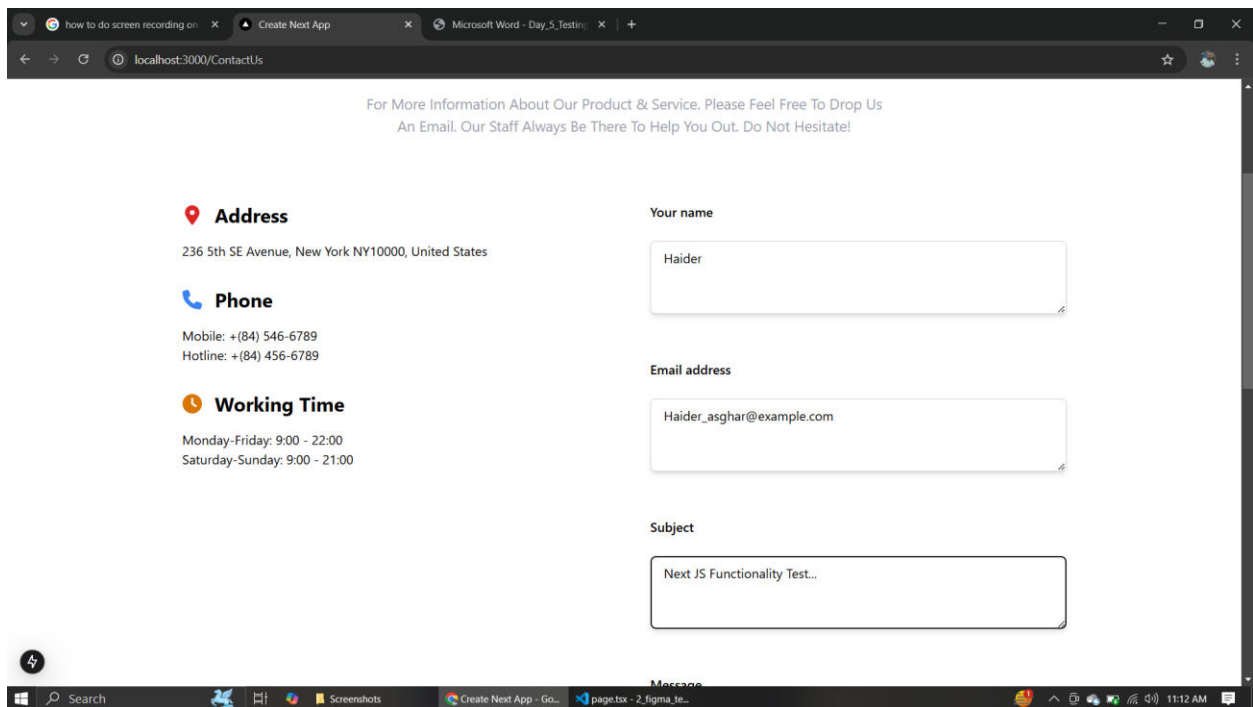 how to do screen recording on
Create Next App
Microsoft Word - Day_5_Testing
localhost:3000/ContactUs
For More Information About Our Product & Service. Please Feel Free To Drop Us
An Email. Our Staff Always Be There To Help You Out. Do Not Hesitate!
Address
236 5th SE Avenue, New York NY10000, United States
Phone
Mobile: +(84) 546-6789
Hotline: +(84) 456-6789
Working Time
Monday-Friday: 9:00 - 22:00
Saturday-Sunday: 9:00 - 21:00
Your name
Haider
Email address
Haider_asghar@example.com
Subject
Next JS Functionality Test...
Message
Search
Screenshots
Create Next App - Go...
page.tsx - 2_figma_te...
11:12 AM